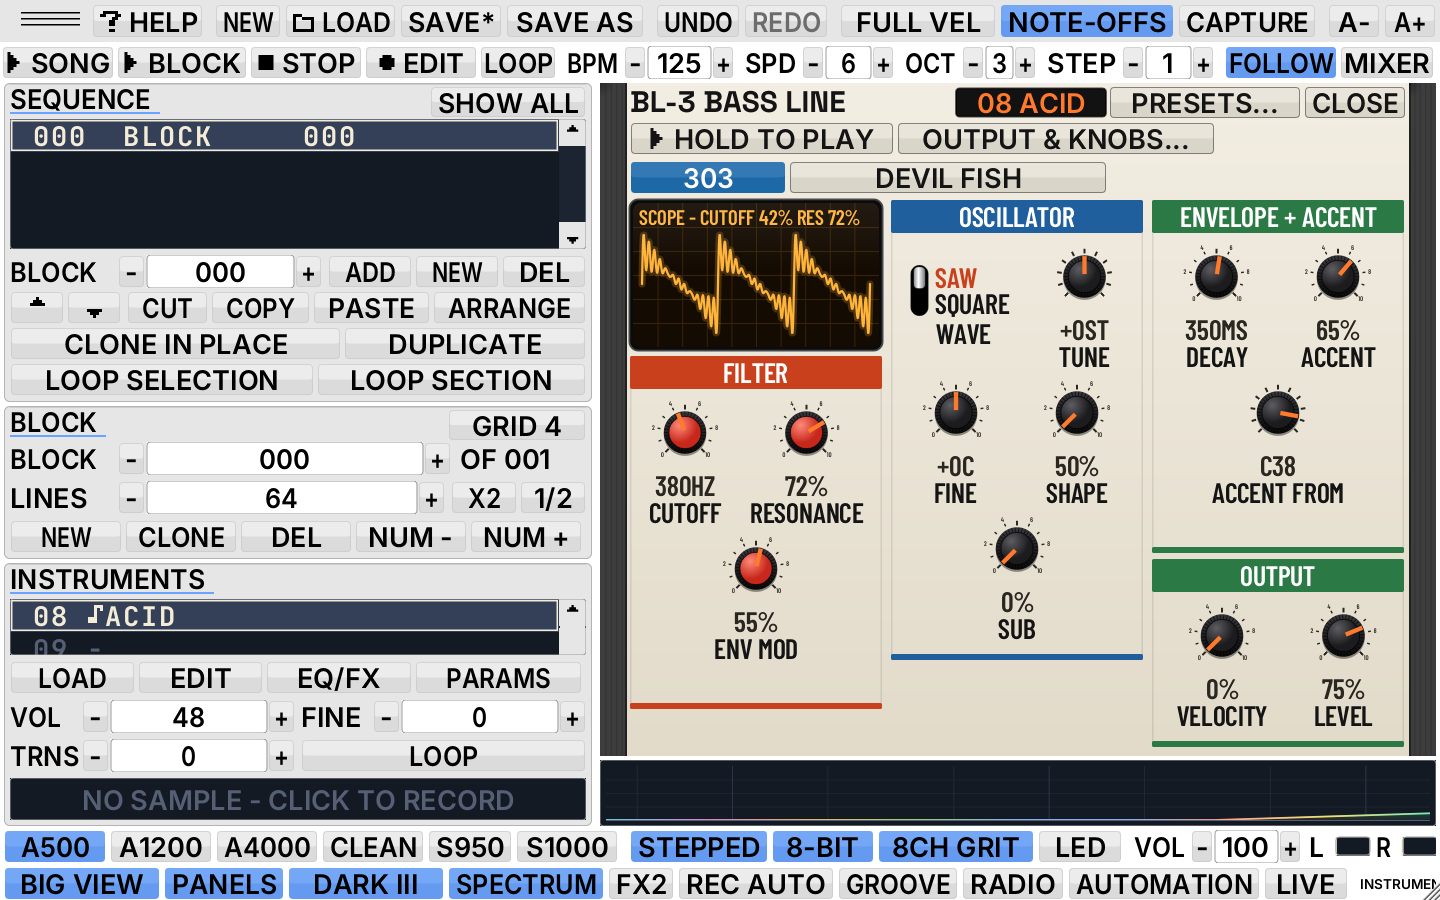 HELP NEW LOAD SAVE* SAVE AS UNDO REDO FULL VEL NOTE-OFFS CAPTURE A- A+
SONG BLOCK STOP EDIT LOOP BPM - 125 + SPD - 6 + OCT - 3 + STEP - 1 + FOLLOW MIXER
SEQUENCE SHOW ALL
000 BLOCK 000
BLOCK - 000 + ADD NEW DEL
CUT COPY PASTE ARRANGE
CLONE IN PLACE DUPLICATE
LOOP SELECTION LOOP SECTION
BLOCK GRID 4
BLOCK - 000 + OF 001
LINES - 64 + X2 1/2
NEW CLONE DEL NUM - NUM +
INSTRUMENTS
08 ACID
09 -
LOAD EDIT EQ/FX PARAMS
VOL - 48 + FINE - 0 +
TRNS - 0 + LOOP
NO SAMPLE - CLICK TO RECORD
BL-3 BASS LINE 08 ACID PRESETS... CLOSE
HOLD TO PLAY OUTPUT & KNOBS...
303 DEVIL FISH
SCOPE - CUTOFF 42% RES 72%
FILTER
380HZ 72%
CUTOFF RESONANCE
55%
ENV MOD
OSCILLATOR
SAW
SQUARE
WAVE
+0ST
TUNE
+0C 50%
FINE SHAPE
0%
SUB
ENVELOPE + ACCENT
350MS 65%
DECAY ACCENT
C38
ACCENT FROM
OUTPUT
0% 75%
VELOCITY LEVEL
A500 A1200 A4000 CLEAN S950 S1000 STEPPED 8-BIT 8CH GRIT LED VOL - 100 + L R
BIG VIEW PANELS DARK III SPECTRUM FX2 REC AUTO GROOVE RADIO AUTOMATION LIVE INSTRUMEN